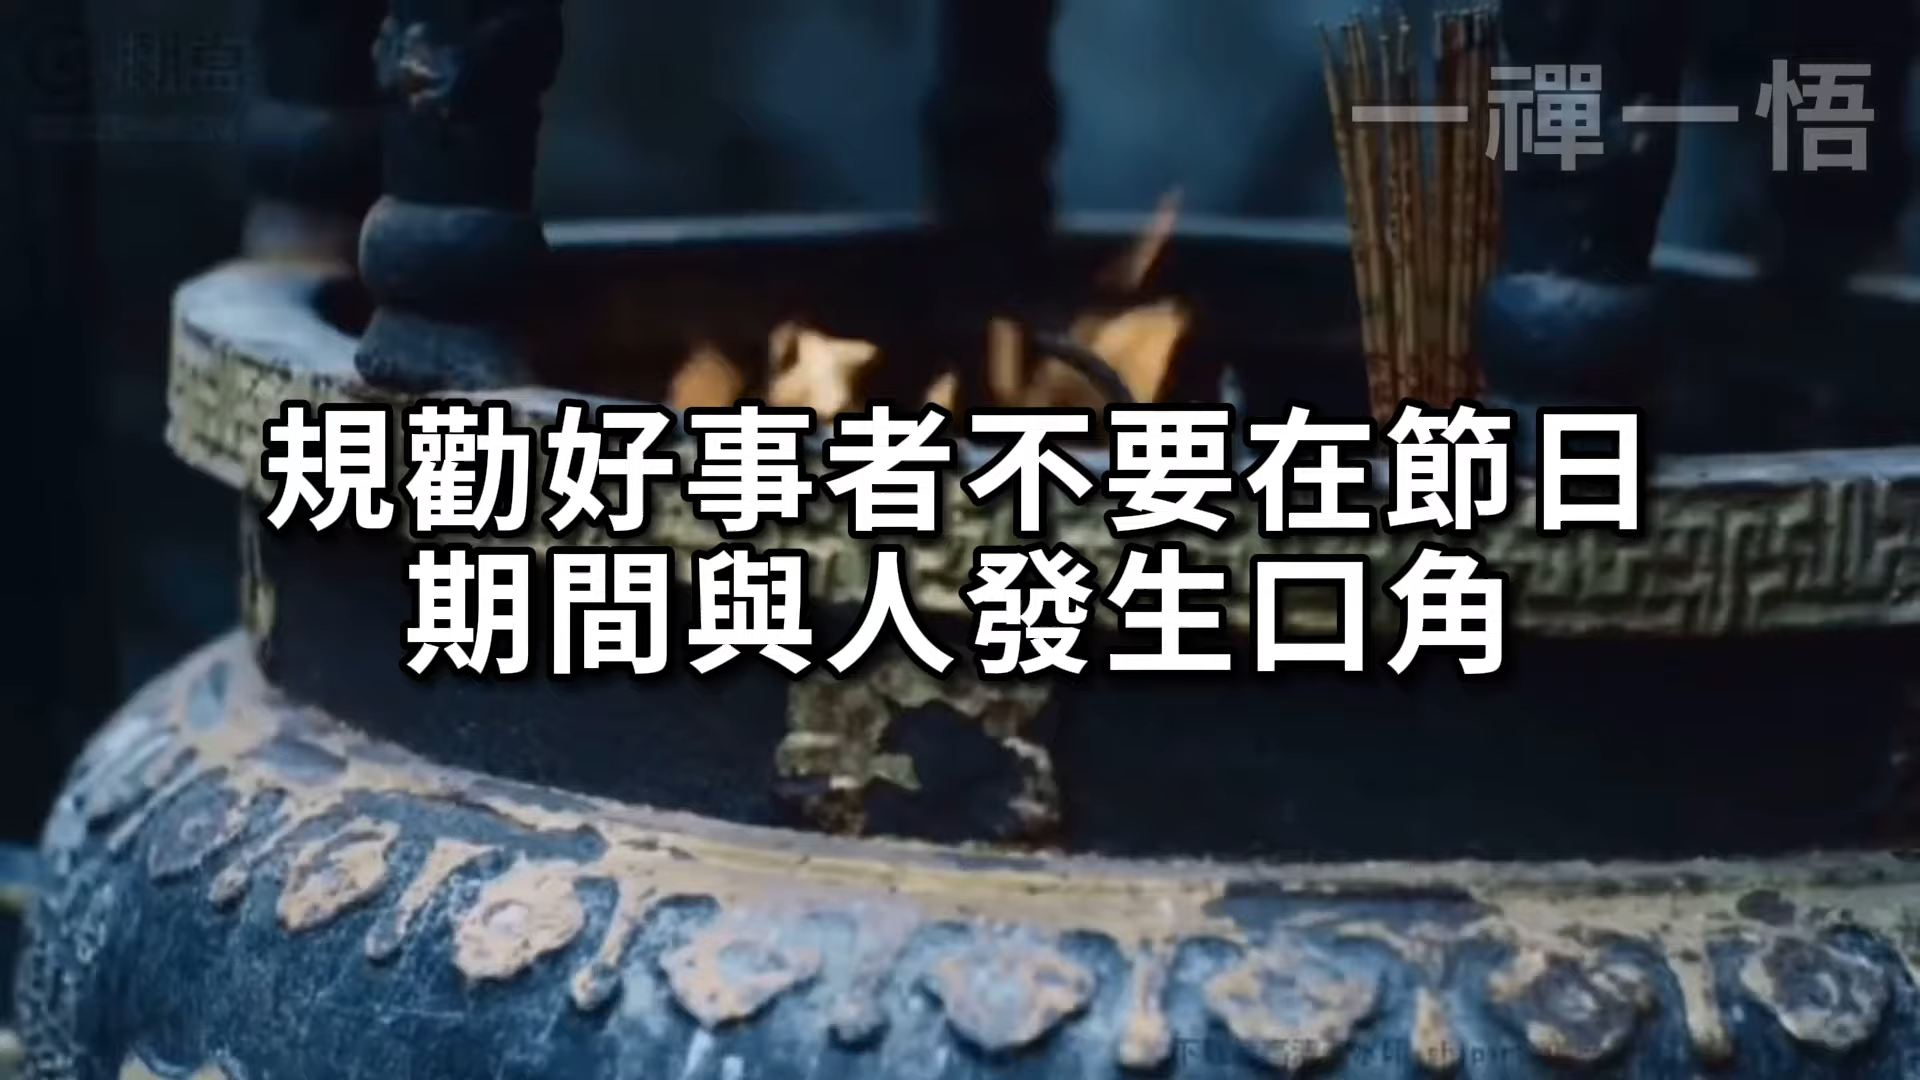 一禪一悟
規勸好事者不要在節日
期間與人發生口角